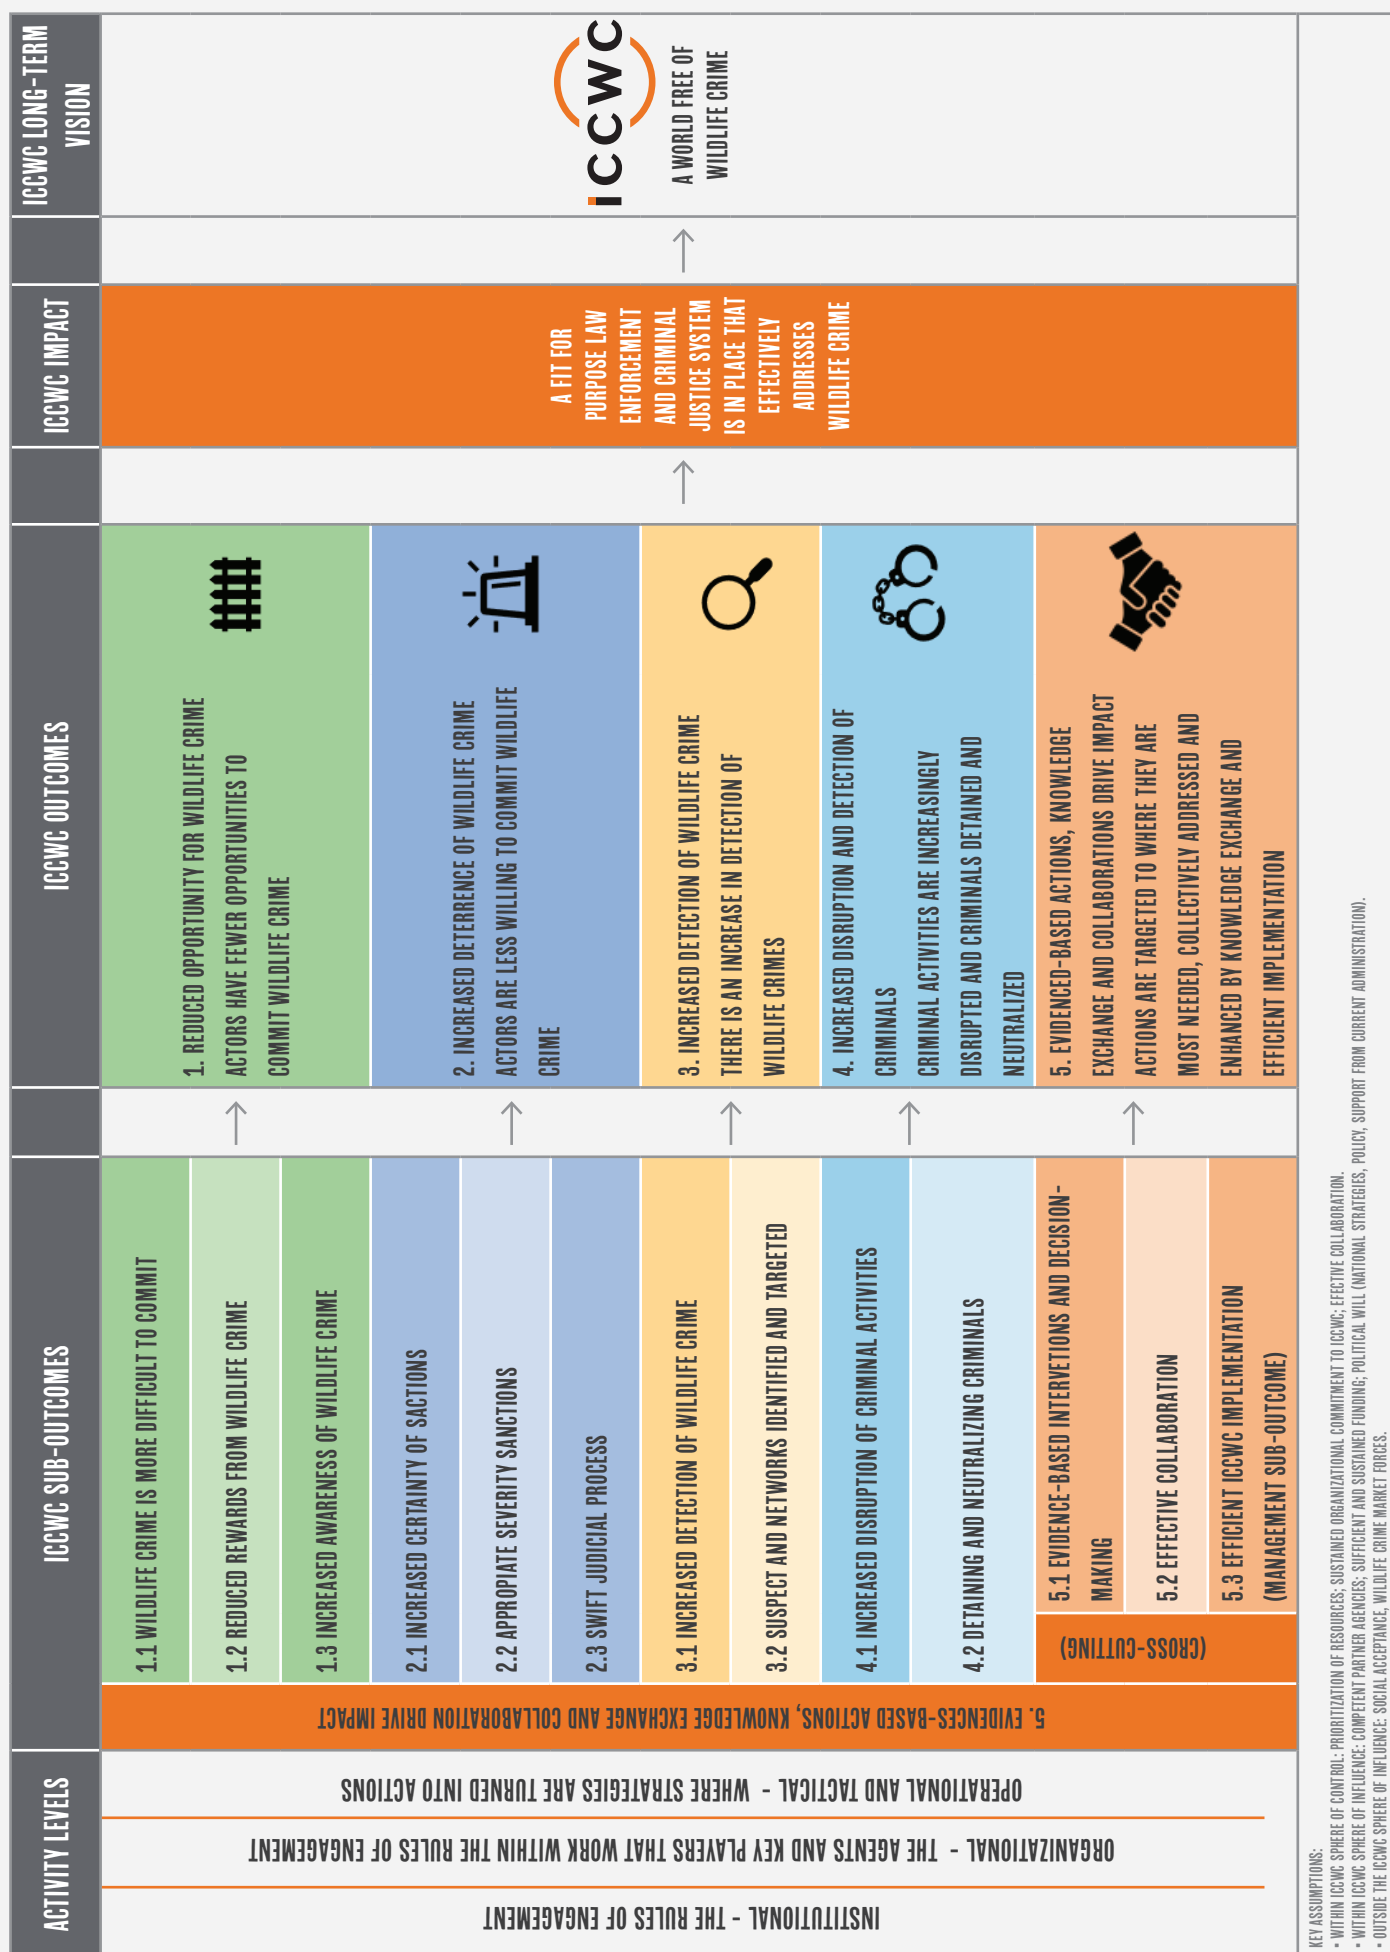 ACTIVITY LEVELS
ICCWC SUB-OUTCOMES
ICCWC OUTCOMES
ICCWC IMPACT
ICCWC LONG-TERM
VISION
INSTITUTIONAL - THE RULES OF ENGAGEMENT
ORGANIZATIONAL - THE AGENTS AND KEY PLAYERS THAT WORK WITHIN THE RULES OF ENGAGEMENT
OPERATIONAL AND TACTICAL - WHERE STRATEGIES ARE TURNED INTO ACTIONS
5. EVIDENCES-BASED ACTIONS, KNOWLEDGE EXCHANGE AND COLLABORATION DRIVE IMPACT
1.1 WILDLIFE CRIME IS MORE DIFFICULT TO COMMIT
1.2 REDUCED REWARDS FROM WILDLIFE CRIME
1.3 INCREASED AWARENESS OF WILDLIFE CRIME
2.1 INCREASED CERTAINTY OF SACTIONS
2.2 APPROPIATE SEVERITY SANCTIONS
2.3 SWIFT JUDICIAL PROCESS
3.1 INCREASED DETECTION OF WILDLIFE CRIME
3.2 SUSPECT AND NETWORKS IDENTIFIED AND TARGETED
4.1 INCREASED DISRUPTION OF CRIMINAL ACTIVITIES
4.2 DETAINING AND NEUTRALIZING CRIMINALS
(CROSS-CUTTING)
5.1 EVIDENCE-BASED INTERVETIONS AND DECISION-
MAKING
5.2 EFFECTIVE COLLABORATION
5.3 EFFICIENT ICCWC IMPLEMENTATION
(MANAGEMENT SUB-OUTCOME)
1. REDUCED OPPORTUNITY FOR WILDLIFE CRIME
ACTORS HAVE FEWER OPPORTUNITIES TO
COMMIT WILDLIFE CRIME
2. INCREASED DETERRENCE OF WILDLIFE CRIME
ACTORS ARE LESS WILLING TO COMMIT WILDLIFE
CRIME
3. INCREASED DETECTION OF WILDLIFE CRIME
THERE IS AN INCREASE IN DETECTION OF
WILDLIFE CRIMES
4. INCREASED DISRUPTION AND DETECTION OF
CRIMINALS
CRIMINAL ACTIVITIES ARE INCREASINGLY
DISRUPTED AND CRIMINALS DETAINED AND
NEUTRALIZED
5. EVIDENCED-BASED ACTIONS, KNOWLEDGE
EXCHANGE AND COLLABORATIONS DRIVE IMPACT
ACTIONS ARE TARGETED TO WHERE THEY ARE
MOST NEEDED, COLLECTIVELY ADDRESSED AND
ENHANCED BY KNOWLEDGE EXCHANGE AND
EFFICIENT IMPLEMENTATION
A FIT FOR
PURPOSE LAW
ENFORCEMENT
AND CRIMINAL
JUSTICE SYSTEM
IS IN PLACE THAT
EFFECTIVELY
ADDRESSES
WILDLIFE CRIME
iCCWC
A WORLD FREE OF
WILDLIFE CRIME
KEY ASSUMPTIONS:
• WITHIN ICCWC SPHERE OF CONTROL: PRIORITIZATION OF RESOURCES; SUSTAINED ORGANIZATIONAL COMMITMENT TO ICCWC; EFECTIVE COLLABORATION.
• WITHIN ICCWC SPHERE OF INFLUENCE: COMPETENT PARTNER AGENCIES; SUFFICIENT AND SUSTAINED FUNDING; POLITICAL WILL (NATIONAL STRATEGIES, POLICY, SUPPORT FROM CURRENT ADMINISTRATION).
• OUTSIDE THE ICCWC SPHERE OF INFLUENCE: SOCIAL ACCEPTANCE, WILDLIFE CRIME MARKET FORCES.